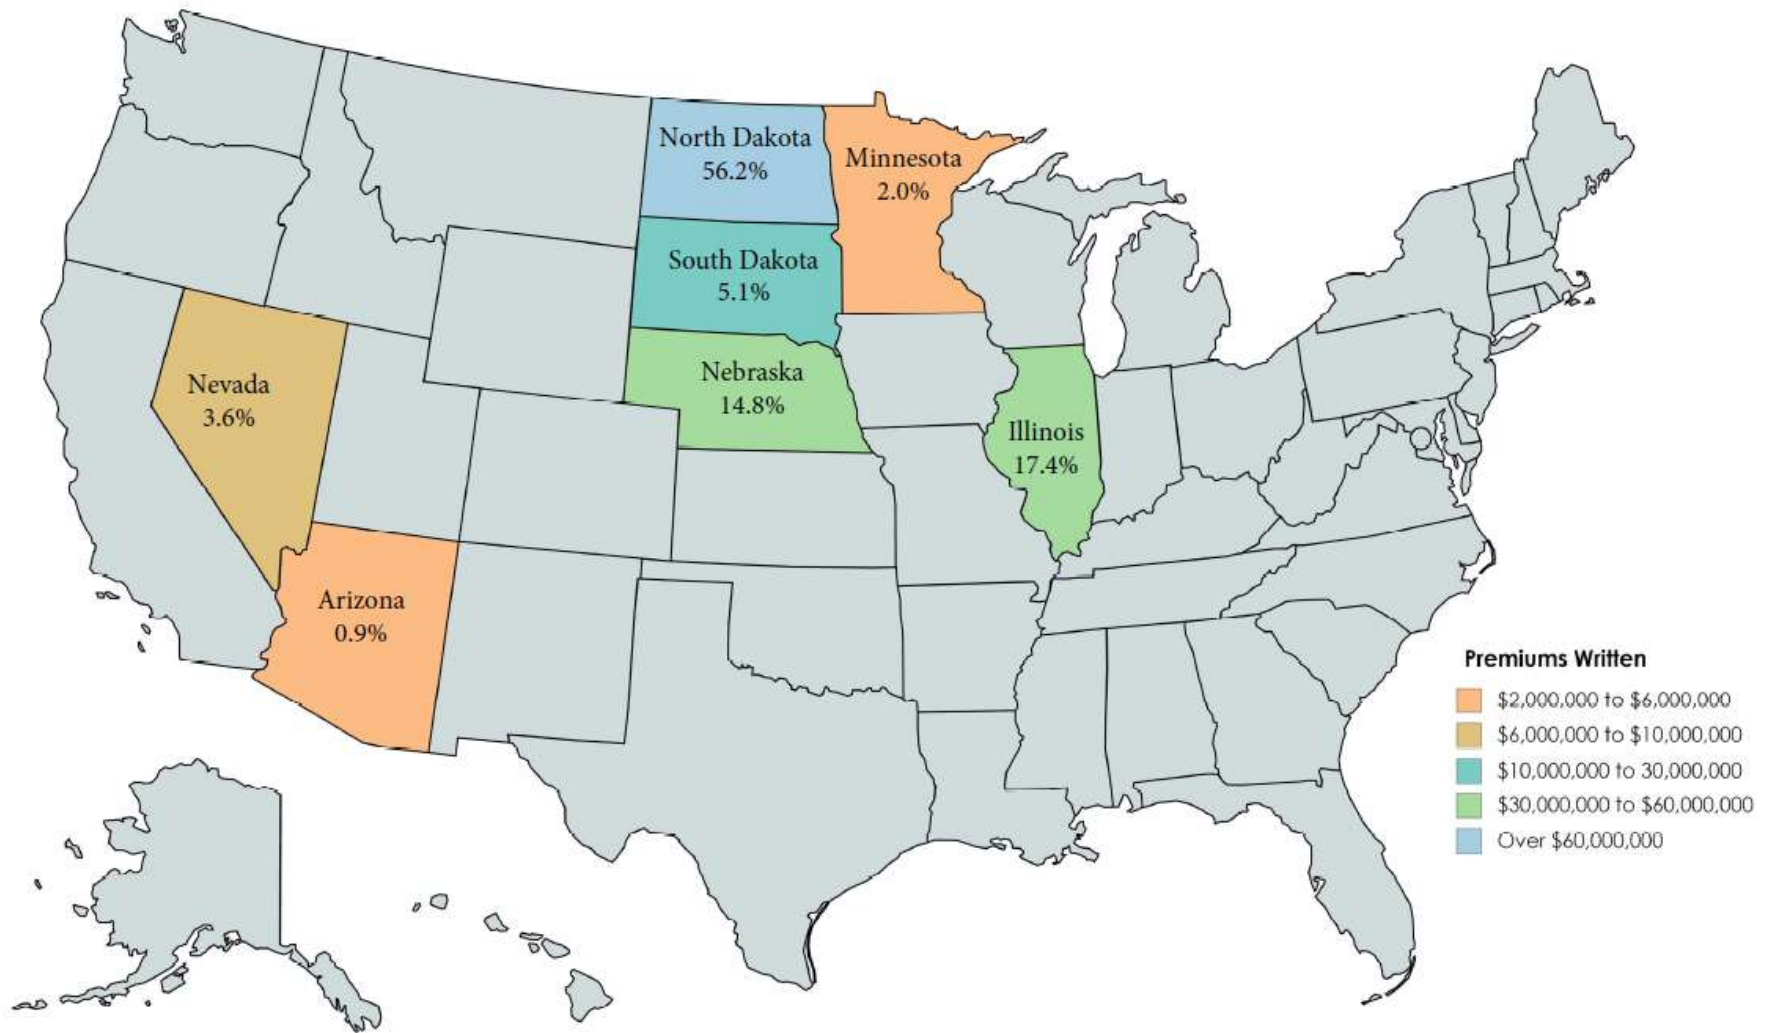 North Dakota
56.2%
Minnesota
2.0%
South Dakota
5.1%
Nebraska
14.8%
Nevada
3.6%
Illinois
17.4%
Arizona
0.9%
Premiums Written
$2,000,000 to $6,000,000
$6,000,000 to $10,000,000
$10,000,000 to 30,000,000
$30,000,000 to $60,000,000
Over $60,000,000